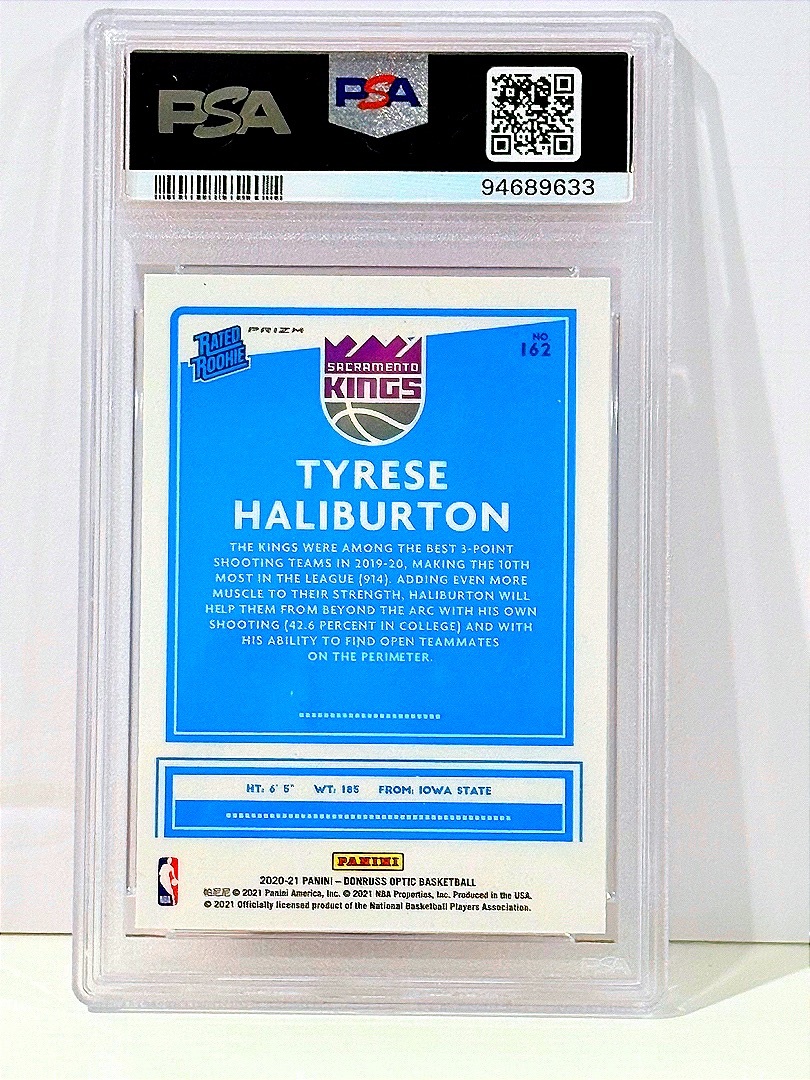 PSA
PSA
94689633
RATED
ROOKIE
PRIZM
NO.
162
SACRAMENTO
KINGS
TYRESE
HALIBURTON
THE KINGS WERE AMONG THE BEST 3-POINT
SHOOTING TEAMS IN 2019-20, MAKING THE 10TH
MOST IN THE LEAGUE (914). ADDING EVEN MORE
MUSCLE TO THEIR STRENGTH, HALIBURTON WILL
HELP THEM FROM BEYOND THE ARC WITH HIS OWN
SHOOTING (42.6 PERCENT IN COLLEGE) AND WITH
HIS ABILITY TO FIND OPEN TEAMMATES
ON THE PERIMETER.
HT: 6' 5" WT: 185 FROM: IOWA STATE
PANINI
NBA
2020-21 PANINI – DONRUSS OPTIC BASKETBALL
帕尼尼 © 2021 Panini America, Inc. © 2021 NBA Properties, Inc. Produced in the USA.
© 2021 Officially licensed product of the National Basketball Players Association.
PSA